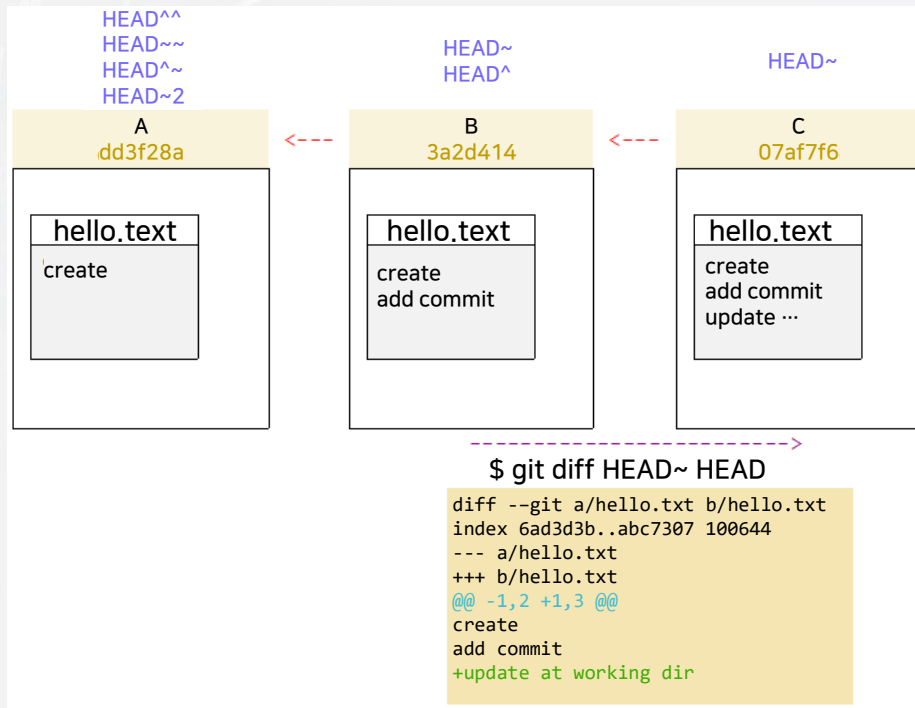 HEAD^^
HEAD~~
HEAD^~
HEAD~2
HEAD~
HEAD^
HEAD~
A
dd3f28a
<---
B
3a2d414
<---
C
07af7f6
hello.text
create
hello.text
create
add commit
hello.text
create
add commit
update ···
------------------------->
$ git diff HEAD~ HEAD
diff --git a/hello.txt b/hello.txt
index 6ad3d3b..abc7307 100644
--- a/hello.txt
+++ b/hello.txt
@@ -1,2 +1,3 @@
create
add commit
+update at working dir